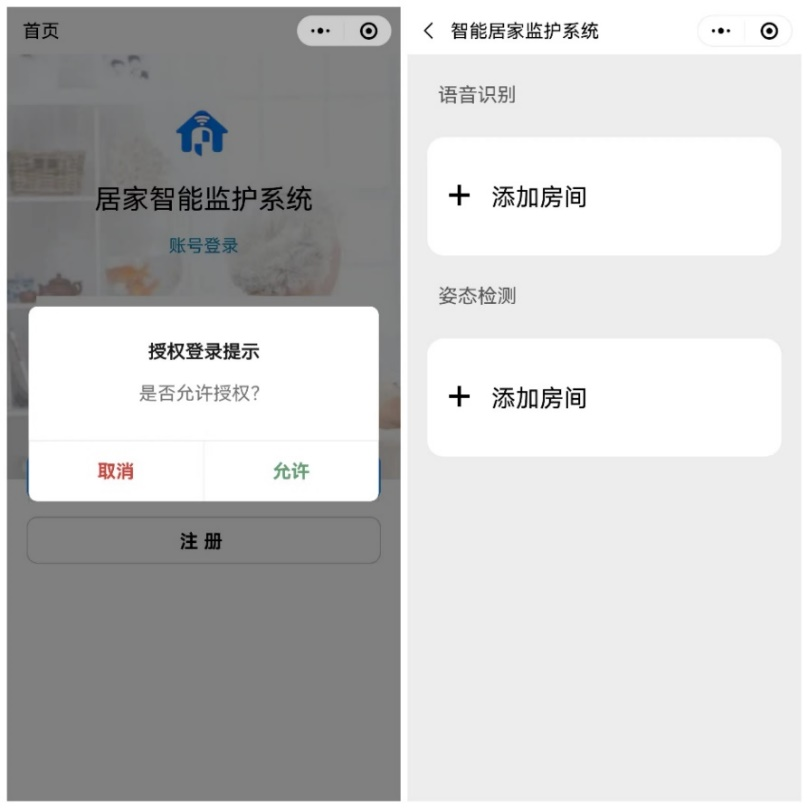 首页
居家智能监护系统
账号登录
授权登录提示
是否允许授权？
取消
允许
注 册
智能居家监护系统
语音识别
+ 添加房间
姿态检测
+ 添加房间